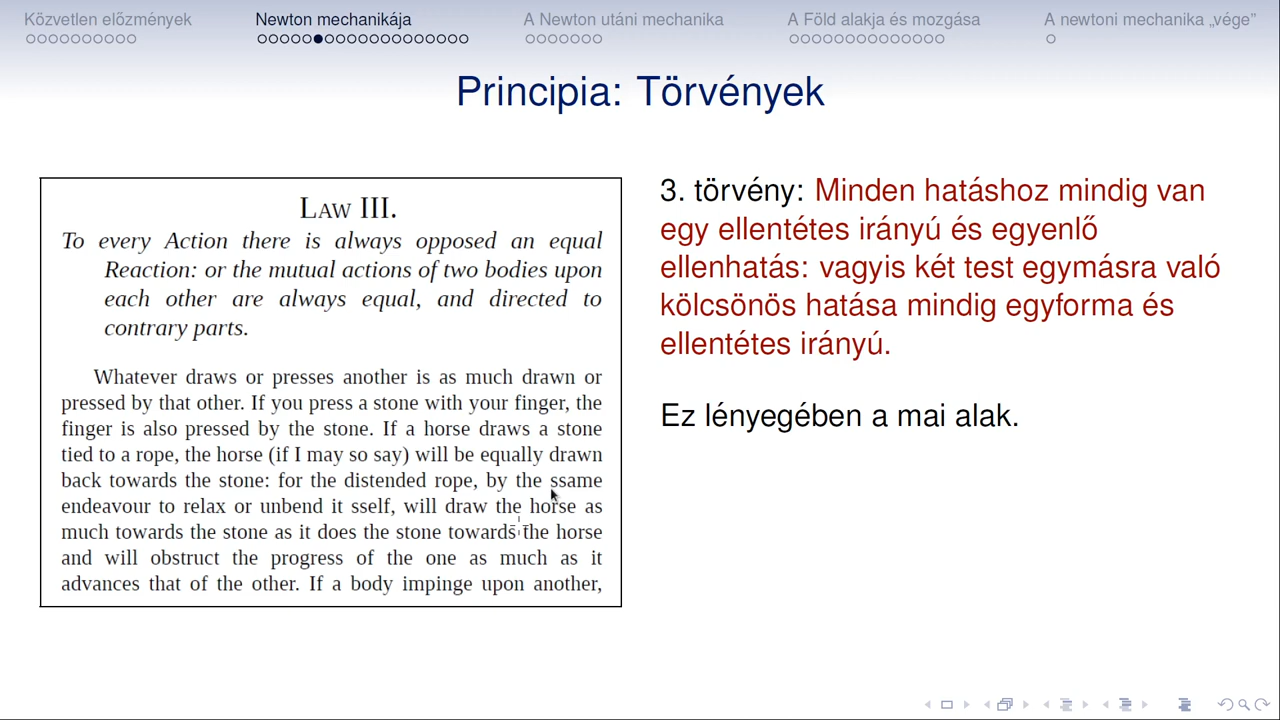 Közvetlen előzmények
Newton mechanikája
A Newton utáni mechanika
A Föld alakja és mozgása
A newtoni mechanika „vége”
Principia: Törvények
LAW III.
To every Action there is always opposed an equal
Reaction: or the mutual actions of two bodies upon
each other are always equal, and directed to
contrary parts.
Whatever draws or presses another is as much drawn or
pressed by that other. If you press a stone with your finger, the
finger is also pressed by the stone. If a horse draws a stone
tied to a rope, the horse (if I may so say) will be equally drawn
back towards the stone: for the distended rope, by the ssame
endeavour to relax or unbend it sself, will draw the horse as
much towards the stone as it does the stone towards the horse
and will obstruct the progress of the one as much as it
advances that of the other. If a body impinge upon another,
3. törvény: Minden hatáshoz mindig van
egy ellentétes irányú és egyenlő
ellenhatás: vagyis két test egymásra való
kölcsönös hatása mindig egyforma és
ellentétes irányú.
Ez lényegében a mai alak.